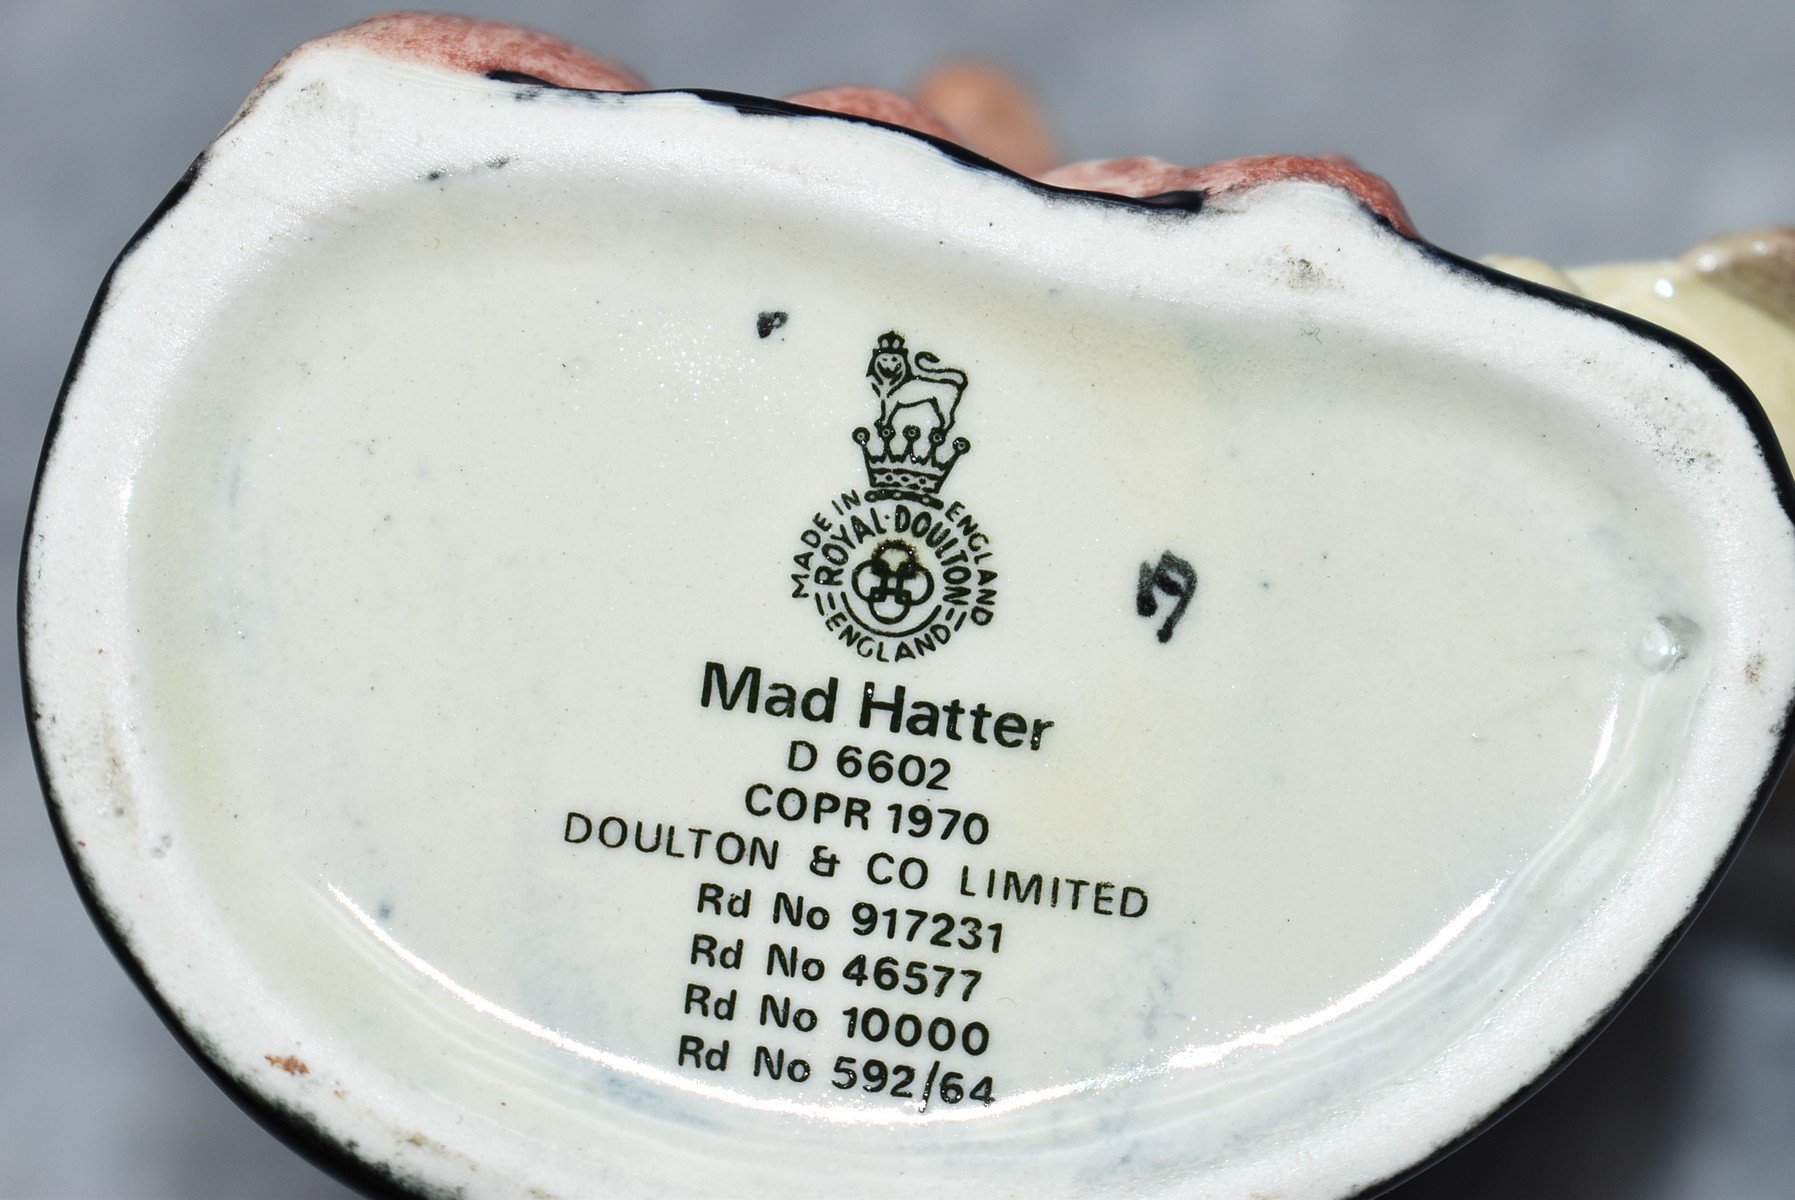 MADE IN ENGLAND
ROYAL·DOULTON
ENGLAND
Mad Hatter
D 6602
COPR 1970
DOULTON & CO LIMITED
Rd No 917231
Rd No 46577
Rd No 10000
Rd No 592/64